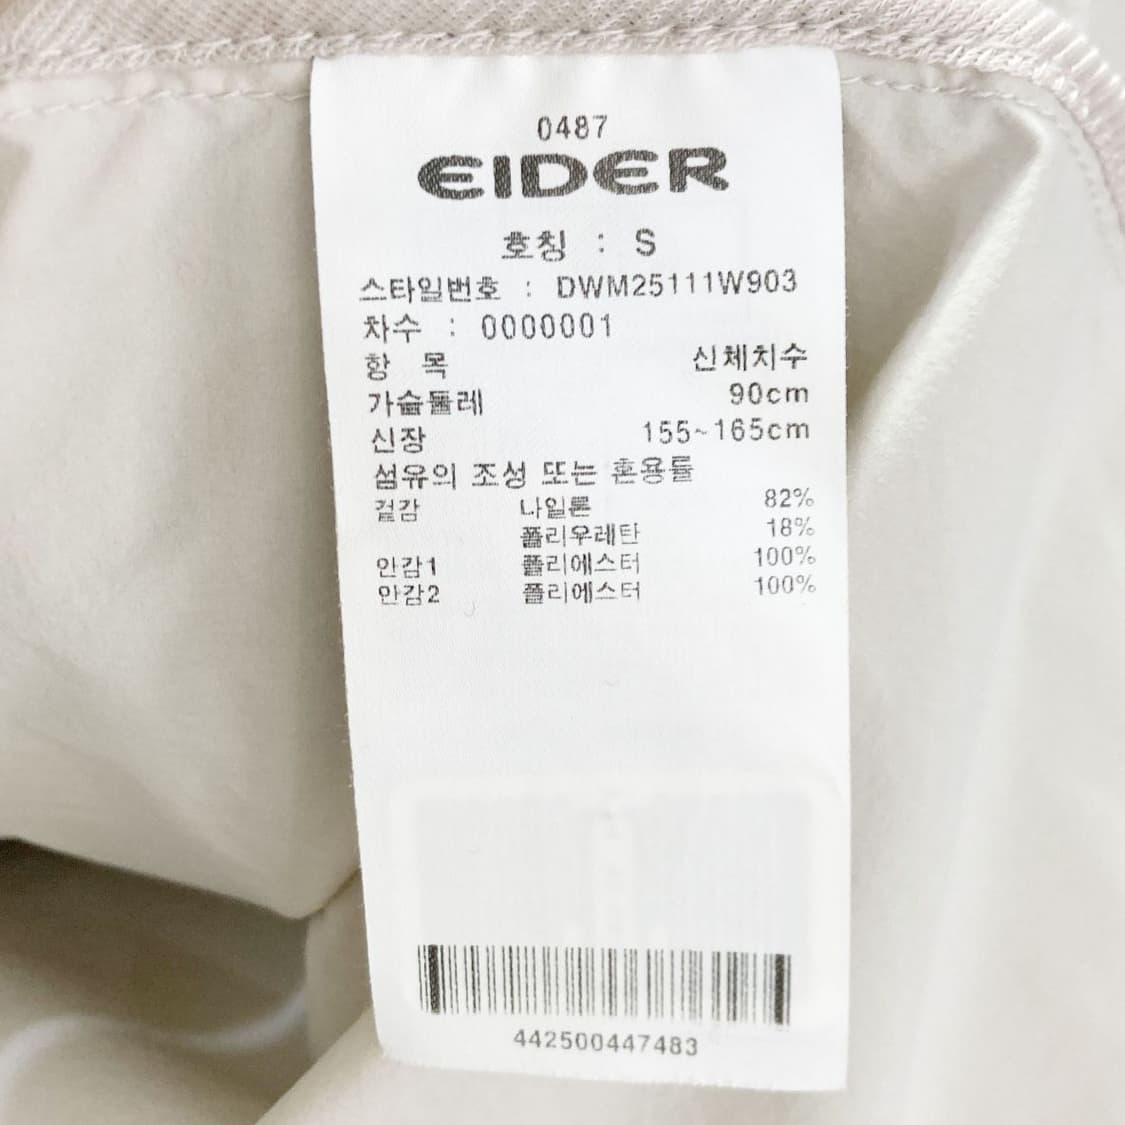 0487
EIDER
호칭 : S
스타일번호 : DWM25111W903
차수 : 0000001
항 목 신체치수
가슴둘레 90cm
신장 155~165cm
섬유의 조성 또는 혼용률
겉감 나일론 82%
폴리우레탄 18%
안감1 폴리에스터 100%
안감2 폴리에스터 100%
442500447483